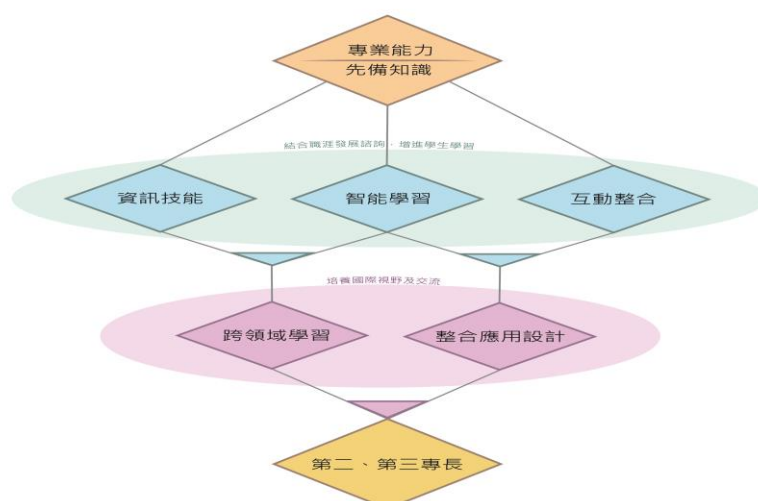 專業能力
先備知識
結合職涯發展諮詢，增進學生學習
資訊技能
智能學習
互動整合
培養國際視野及交流
跨領域學習
整合應用設計
第二、第三專長